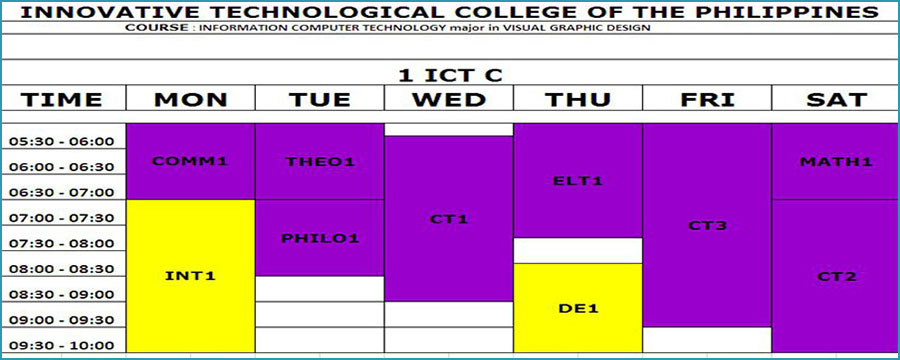 INNOVATIVE TECHNOLOGICAL COLLEGE OF THE PHILIPPINES
COURSE : INFORMATION COMPUTER TECHNOLOGY major in VISUAL GRAPHIC DESIGN
1 ICT C
TIME MON TUE WED THU FRI SAT
05:30 - 06:00
COMM1 THEO1 MATH1
06:00 - 06:30
ELT1
06:30 - 07:00
07:00 - 07:30
CT1 CT3
PHILO1
07:30 - 08:00
08:00 - 08:30
INT1 CT2
08:30 - 09:00
DE1
09:00 - 09:30
09:30 - 10:00